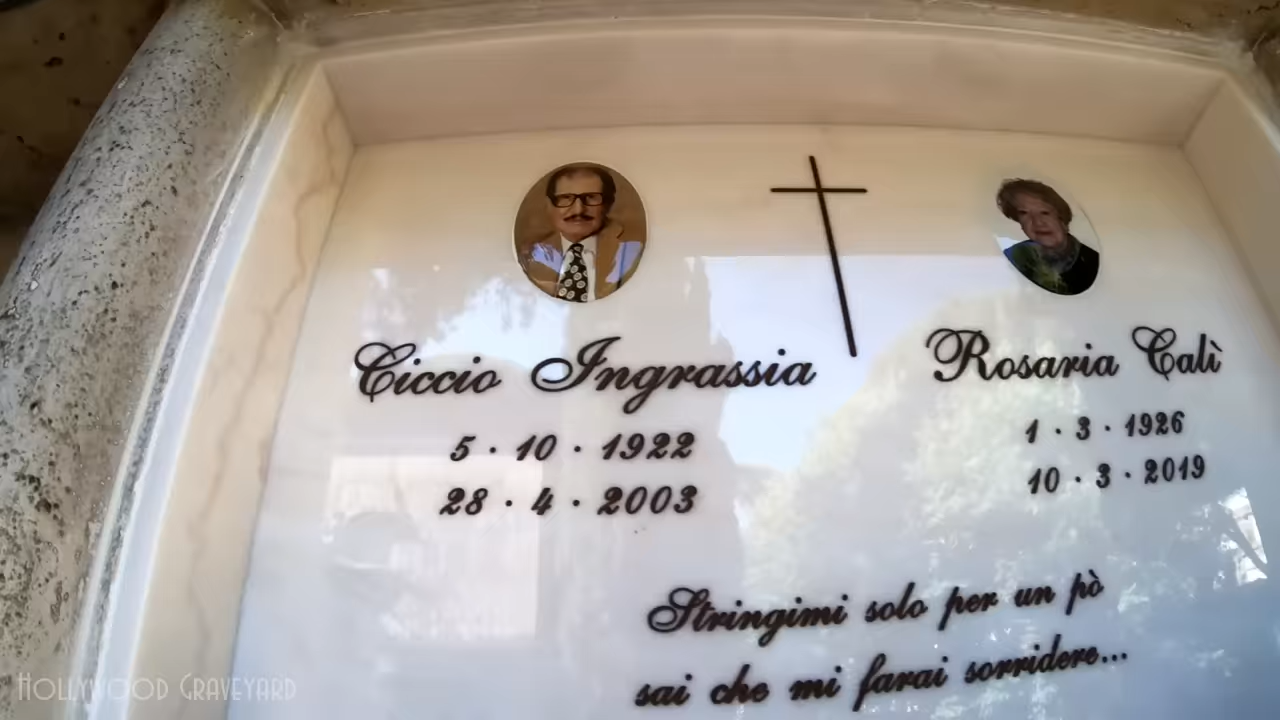 Ciccio Ingrassia
5 · 10 · 1922
28 · 4 · 2003
Rosaria Calì
1 · 3 · 1926
10 · 3 · 2019
Stringimi solo per un pò
sai che mi farai sorridere...
HOLLYWOOD GRAVEYARD